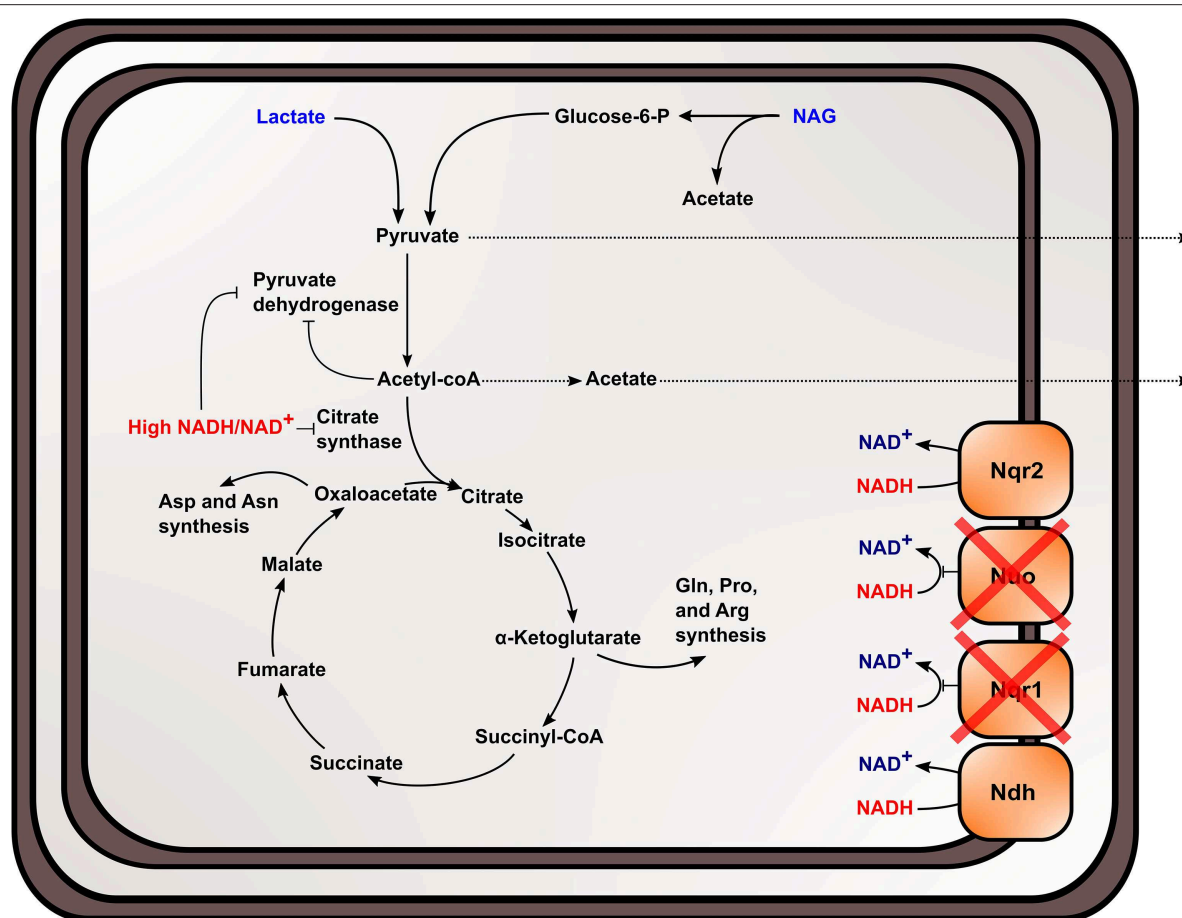 Lactate
Glucose-6-P
NAG
Acetate
Pyruvate
Pyruvate
dehydrogenase
Acetyl-coA
Acetate
High NADH/NAD+
Citrate
synthase
Asp and Asn
synthesis
Oxaloacetate
Citrate
Isocitrate
Malate
Gln, Pro,
and Arg
synthesis
α-Ketoglutarate
Fumarate
Succinyl-CoA
Succinate
NAD+
NADH
Nqr2
NAD+
NADH
Nuo
NAD+
NADH
Nqr1
NAD+
NADH
Ndh